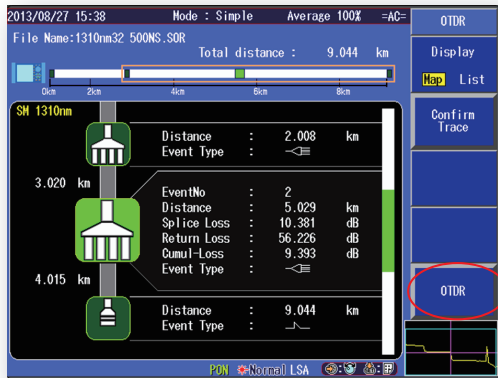 2013/08/27 15:38 Mode : Simple Average 100% =AC=
OTDR
File Name:1310nm32 500NS.SOR
Total distance : 9.044 km
Display
Map List
0km 2km 4km 6km 8km
SM 1310nm
Confirm
Trace
Distance : 2.008 km
Event Type :
3.020 km
EventNo : 2
Distance : 5.029 km
Splice Loss : 10.381 dB
Return Loss : 56.226 dB
Cumul-Loss : 9.393 dB
Event Type :
4.015 km
OTDR
Distance : 9.044 km
Event Type :
PON Normal LSA